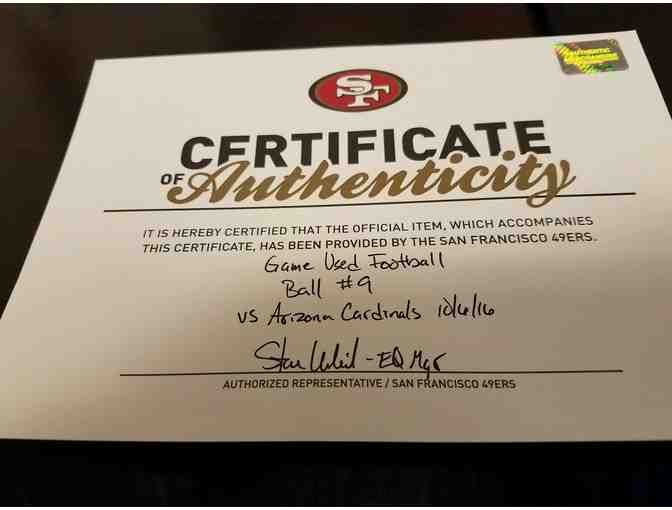 SF
AUTHENTIC
CERTIFICATE
OF Authenticity
IT IS HEREBY CERTIFIED THAT THE OFFICIAL ITEM, WHICH ACCOMPANIES
THIS CERTIFICATE, HAS BEEN PROVIDED BY THE SAN FRANCISCO 49ERS.
Game Used Football
Ball #9
vs Arizona Cardinals 10/6/16
- EQ Mgr
AUTHORIZED REPRESENTATIVE / SAN FRANCISCO 49ERS